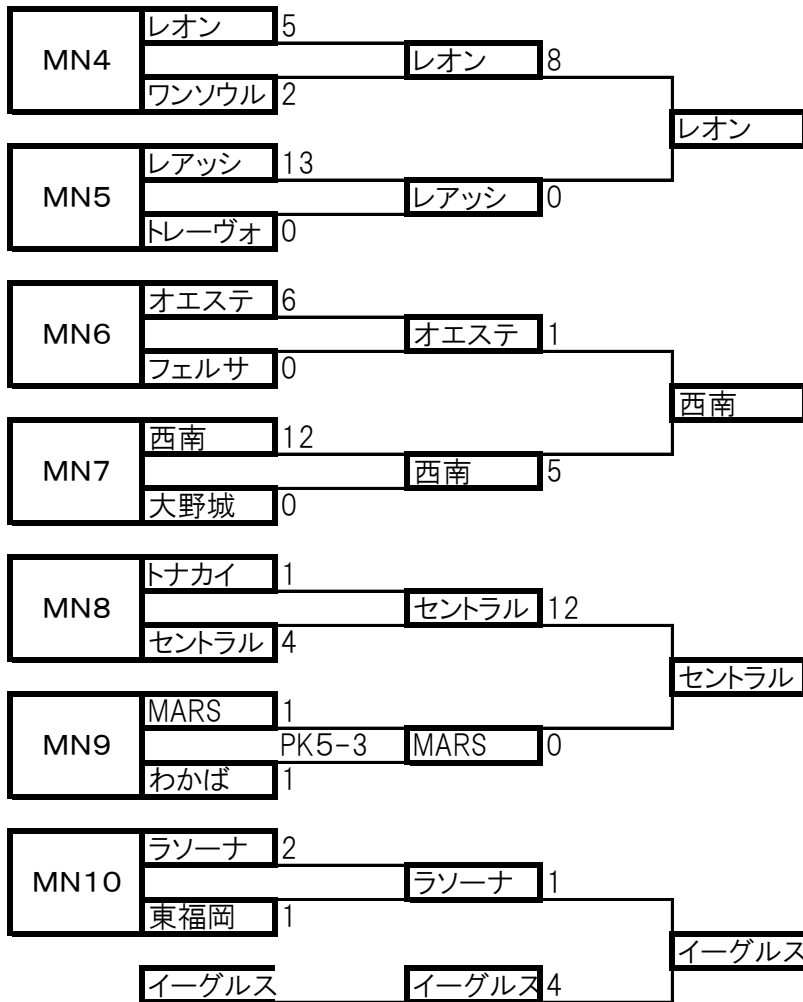 レオン 5
MN4 レオン 8
ワンソウル 2
レオン
レアッシ 13
MN5 レアッシ 0
トレーヴォ 0
オエステ 6
MN6 オエステ 1
フェルサ 0
西南
西南 12
MN7 西南 5
大野城 0
トナカイ 1
MN8 セントラル 12
セントラル 4
セントラル
MARS 1
MN9 PK5-3 MARS 0
わかば 1
ラソーナ 2
MN10 ラソーナ 1
東福岡 1
イーグルス
イーグルス イーグルス 4